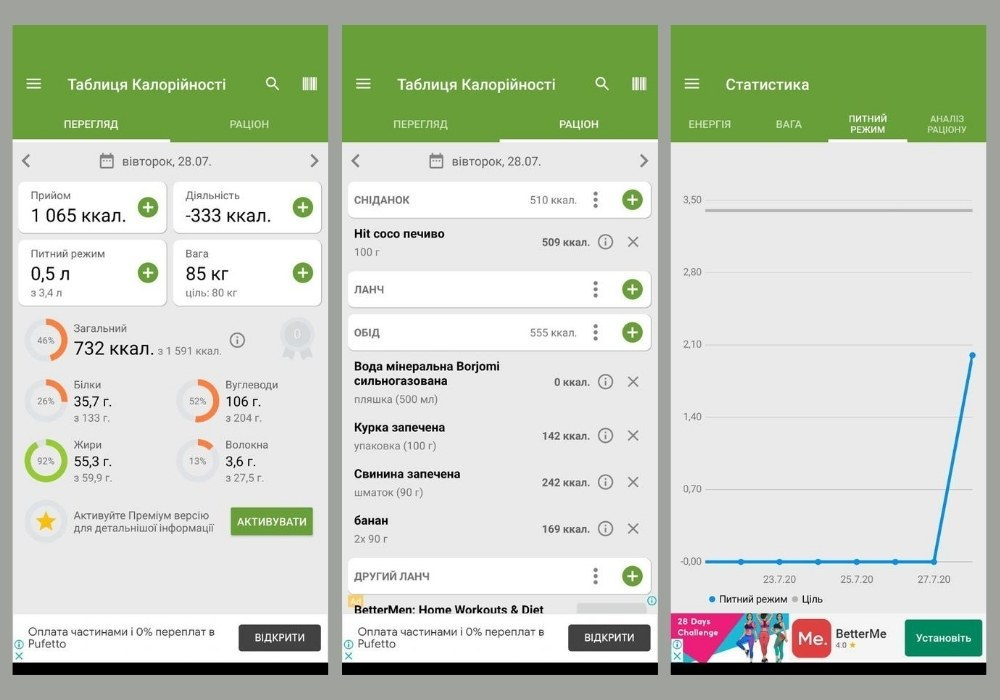 Таблиця Калорійності
ПЕРЕГЛЯД
РАЦІОН
вівторок, 28.07.
Прийом
1 065 ккал.
Діяльність
-333 ккал.
Питний режим
0,5 л
з 3,4 л
Вага
85 кг
ціль: 80 кг
46%
Загальний
732 ккал. з 1 591 ккал.
0
26%
Білки
35,7 г.
з 133 г.
52%
Вуглеводи
106 г.
з 204 г.
92%
Жири
55,3 г.
з 59,9 г.
13%
Волокна
3,6 г.
з 27,5 г.
Активуйте Преміум версію
для детальнішої інформації
АКТИВУВАТИ
Оплата частинами і 0% переплат в
Pufetto
ВІДКРИТИ
Таблиця Калорійності
ПЕРЕГЛЯД
РАЦІОН
вівторок, 28.07.
СНІДАНОК
510 ккал.
Hit coco печиво
100 г
509 ккал.
ЛАНЧ
ОБІД
555 ккал.
Вода мінеральна Borjomi
сильногазована
пляшка (500 мл)
0 ккал.
Курка запечена
упаковка (100 г)
142 ккал.
Свинина запечена
шматок (90 г)
242 ккал.
банан
2x 90 г
169 ккал.
ДРУГИЙ ЛАНЧ
Ad
BetterMen: Home Workouts & Diet
Оплата частинами і 0% переплат в
Pufetto
ВІДКРИТИ
Статистика
ЕНЕРГІЯ
ВАГА
ПИТНИЙ
РЕЖИМ
АНАЛІЗ
РАЦІОНУ
3,50
2,80
2,10
1,40
0,70
-0,00
23.7.20
25.7.20
27.7.20
Питний режим
Ціль
28 Days
Challenge
Me.
BetterMe
4.0
Установіть